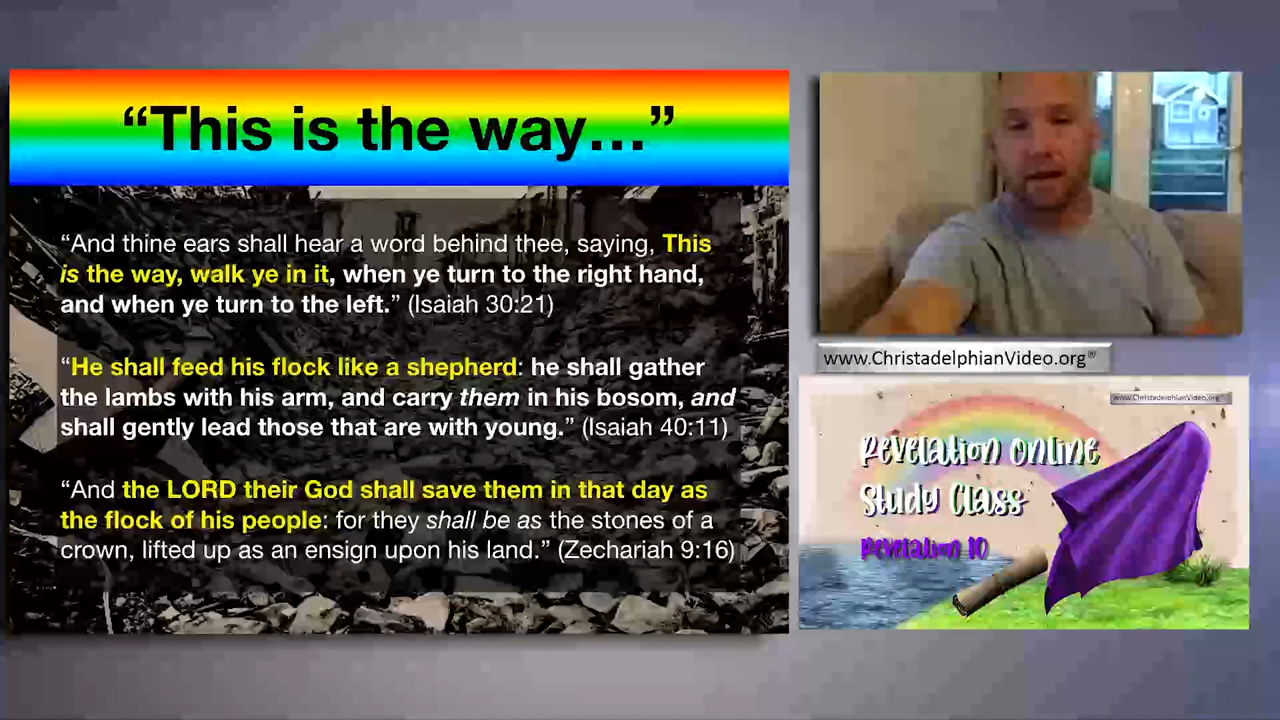 “This is the way…”
“And thine ears shall hear a word behind thee, saying, This
is the way, walk ye in it, when ye turn to the right hand,
and when ye turn to the left.” (Isaiah 30:21)
“He shall feed his flock like a shepherd: he shall gather
the lambs with his arm, and carry them in his bosom, and
shall gently lead those that are with young.” (Isaiah 40:11)
“And the LORD their God shall save them in that day as
the flock of his people: for they shall be as the stones of a
crown, lifted up as an ensign upon his land.” (Zechariah 9:16)
www.ChristadelphianVideo.org®
www.ChristadelphianVideo.org
Revelation Online
Study Class
Revelation 10